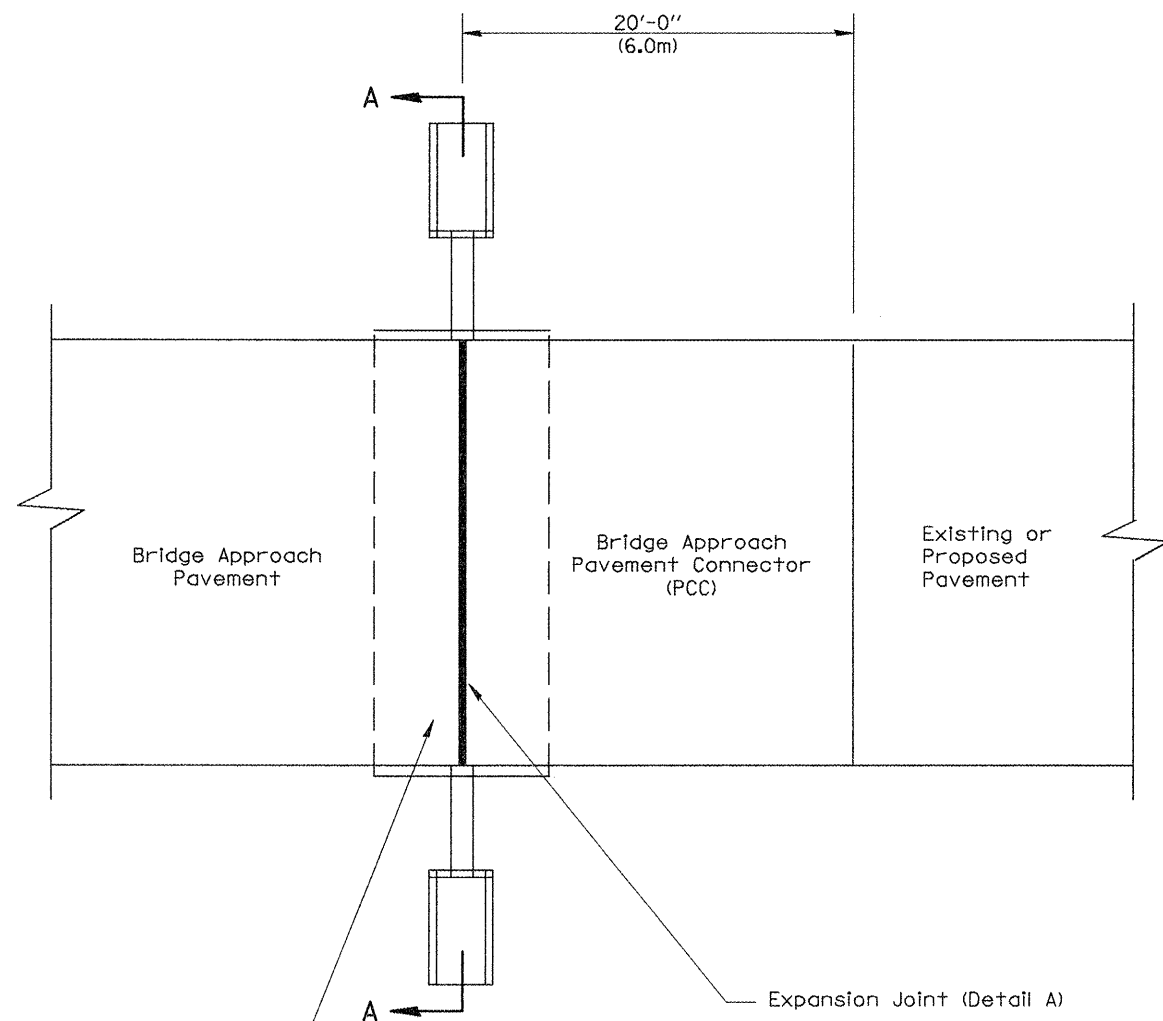 20'-0"
(6.0m)
A
Bridge Approach
Pavement
Bridge Approach
Pavement Connector
(PCC)
Existing or
Proposed
Pavement
A
Expansion Joint (Detail A)